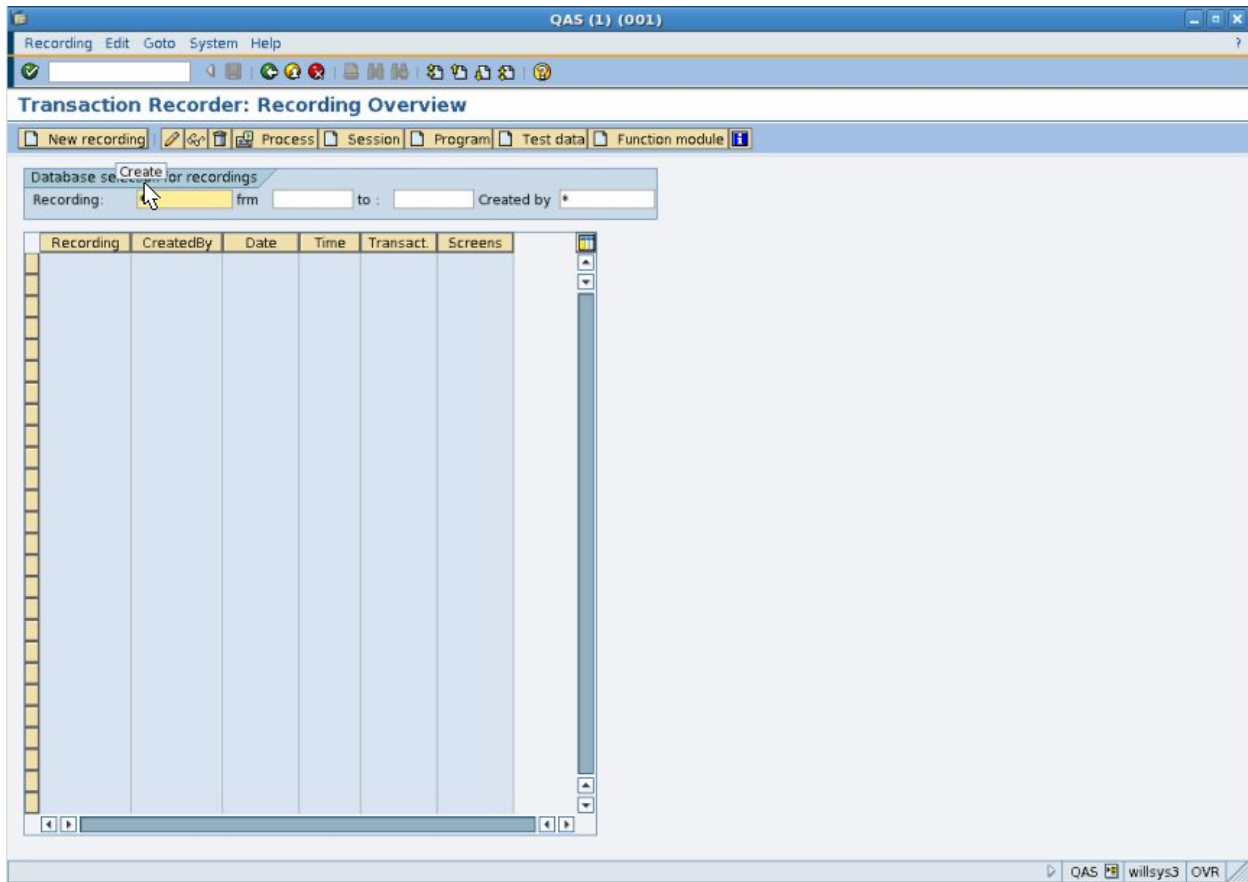 QAS (1) (001)
Recording Edit Goto System Help ?
Transaction Recorder: Recording Overview
New recording Process Session Program Test data Function module
Create
Database selection for recordings
Recording: * frm to : Created by *
Recording CreatedBy Date Time Transact. Screens
QAS willsys3 OVR